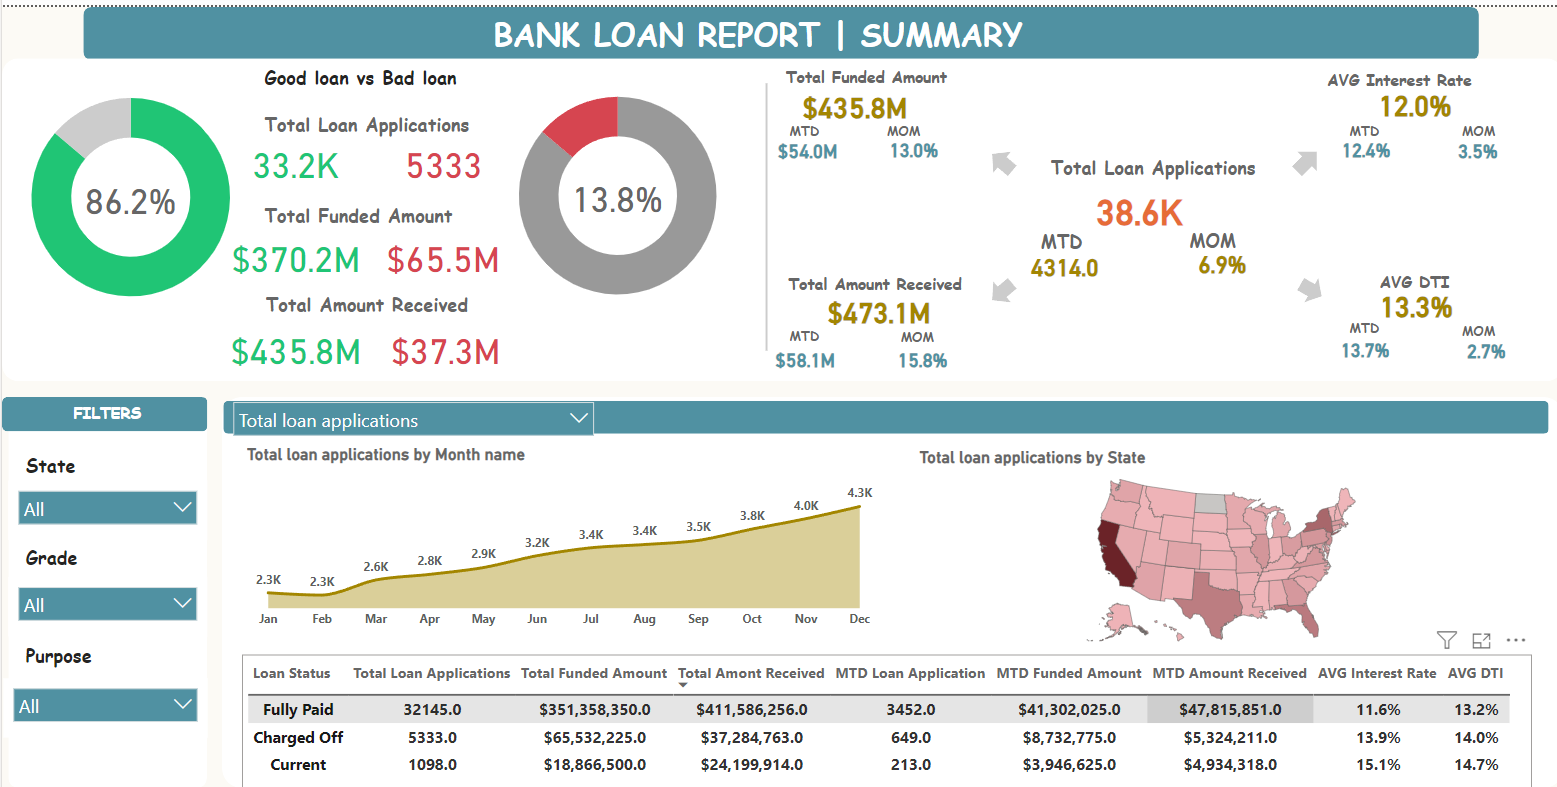 BANK LOAN REPORT | SUMMARY
Good loan vs Bad loan
86.2%
Total Loan Applications
33.2K 5333
Total Funded Amount
$370.2M $65.5M
Total Amount Received
$435.8M $37.3M
13.8%
Total Funded Amount
$435.8M
MTD MOM
$54.0M 13.0%
Total Amount Received
$473.1M
MTD MOM
$58.1M 15.8%
Total Loan Applications
38.6K
MTD MOM
4314.0 6.9%
AVG Interest Rate
12.0%
MTD MOM
12.4% 3.5%
AVG DTI
13.3%
MTD MOM
13.7% 2.7%
FILTERS
State
All
Grade
All
Purpose
All
Total loan applications
Total loan applications by Month name
2.3K 2.3K 2.6K 2.8K 2.9K 3.2K 3.4K 3.4K 3.5K 3.8K 4.0K 4.3K
Jan Feb Mar Apr May Jun Jul Aug Sep Oct Nov Dec
Total loan applications by State
Loan Status Total Loan Applications Total Funded Amount Total Amont Received MTD Loan Application MTD Funded Amount MTD Amount Received AVG Interest Rate AVG DTI
Fully Paid 32145.0 $351,358,350.0 $411,586,256.0 3452.0 $41,302,025.0 $47,815,851.0 11.6% 13.2%
Charged Off 5333.0 $65,532,225.0 $37,284,763.0 649.0 $8,732,775.0 $5,324,211.0 13.9% 14.0%
Current 1098.0 $18,866,500.0 $24,199,914.0 213.0 $3,946,625.0 $4,934,318.0 15.1% 14.7%